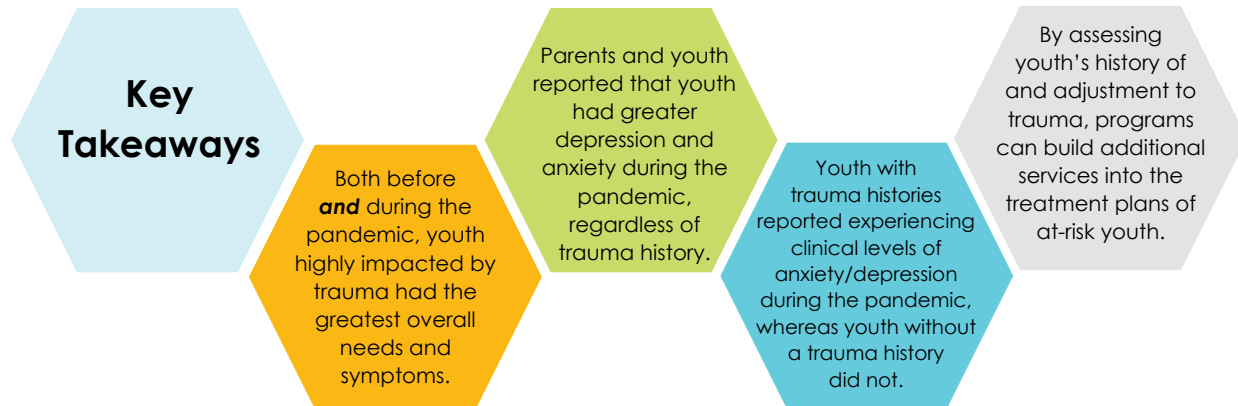 Key
Takeaways
Both before
and during the
pandemic, youth
highly impacted by
trauma had the
greatest overall
needs and
symptoms.
Parents and youth
reported that youth
had greater
depression and
anxiety during the
pandemic,
regardless of
trauma history.
Youth with
trauma histories
reported experiencing
clinical levels of
anxiety/depression
during the pandemic,
whereas youth without
a trauma history
did not.
By assessing
youth’s history of
and adjustment to
trauma, programs
can build additional
services into the
treatment plans of
at-risk youth.